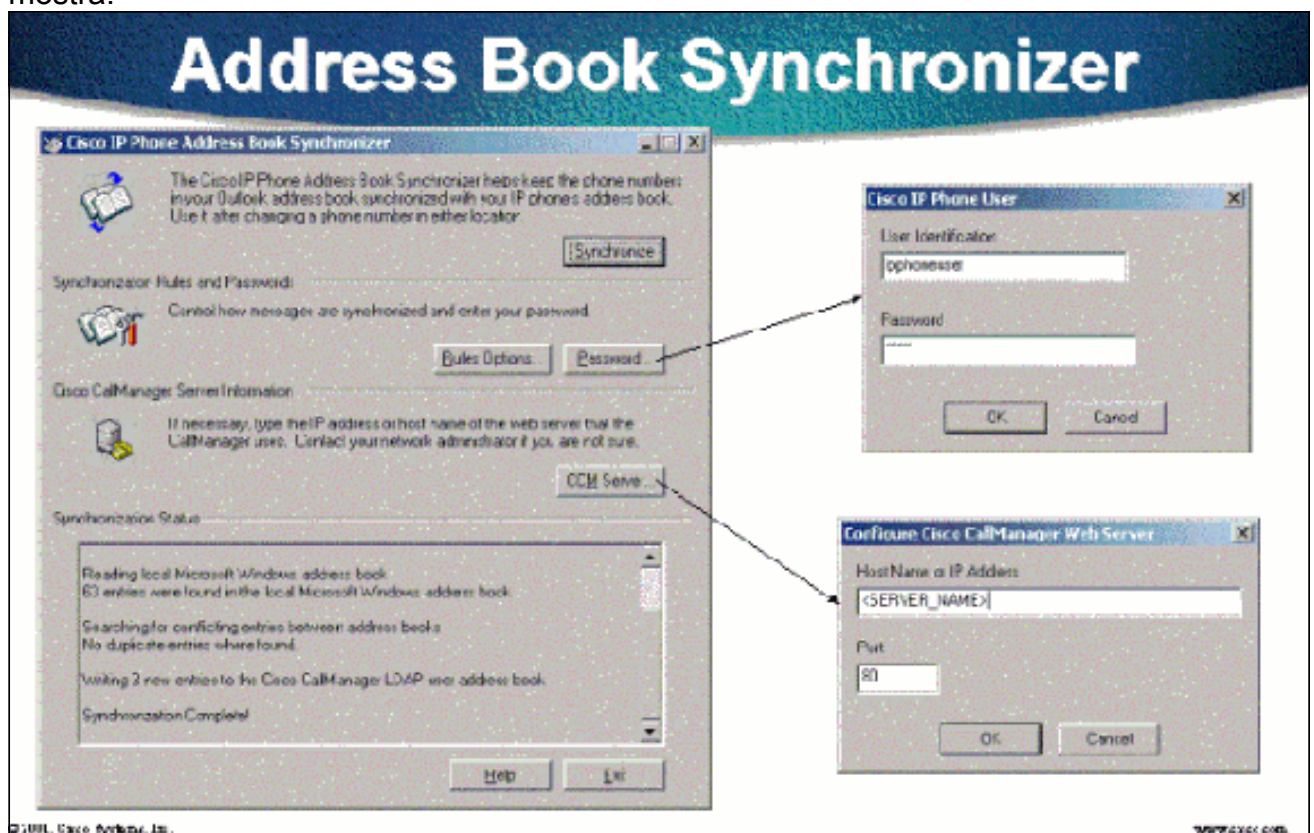 mostra:
Address Book Synchronizer
Cisco IP Phone Address Book Synchronizer
The Cisco IP Phone Address Book Synchronizer helps keep the phone numbers
in your Outlook address book synchronized with your IP phone's address book.
Use it after changing a phone number in either location.
Synchronize
Synchronization Rules and Passwords
Control how messages are synchronized and enter your password.
Rules Options...
Password...
Cisco CallManager Server Information
If necessary, type the IP address or host name of the web server that the
CallManager uses. Contact your network administrator if you are not sure.
CCM Server...
Synchronization Status
Reading local Microsoft Windows address book
63 entries were found in the local Microsoft Windows address book
Searching for conflicting entries between address books
No duplicate entries where found
Writing 3 new entries to the Cisco CallManager LDAP user address book
Synchronization Complete!
Help
Exit
Cisco IP Phone User
User Identification
ipphoneuser
Password
OK
Cancel
Configure Cisco CallManager Web Server
Host Name or IP Address
<SERVER_NAME>
Port
80
OK
Cancel
Cisco Systems, Inc.